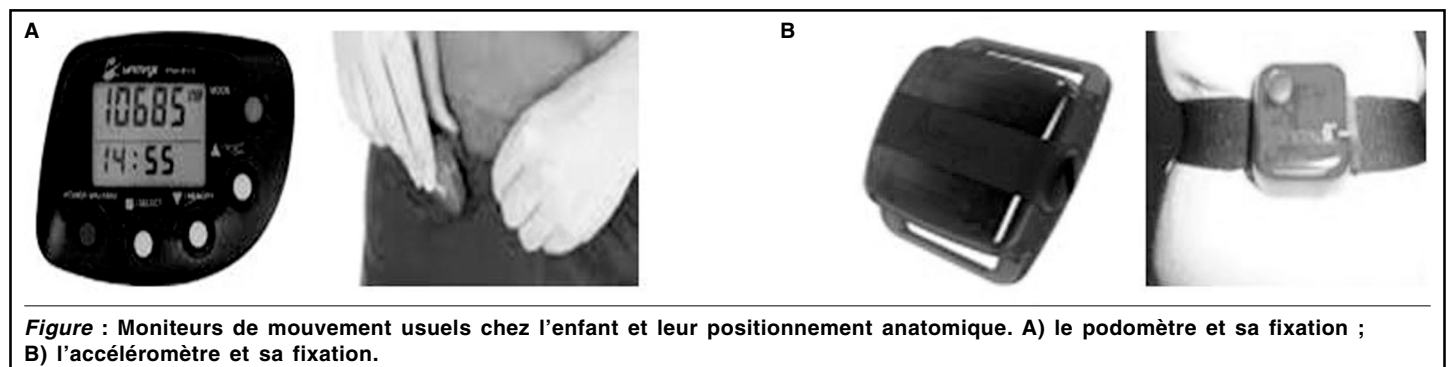 A
B
YAMAX
10685
MODE
14:55
SELECT
MEMORY
Figure : Moniteurs de mouvement usuels chez l'enfant et leur positionnement anatomique. A) le podomètre et sa fixation ;
B) l'accéléromètre et sa fixation.